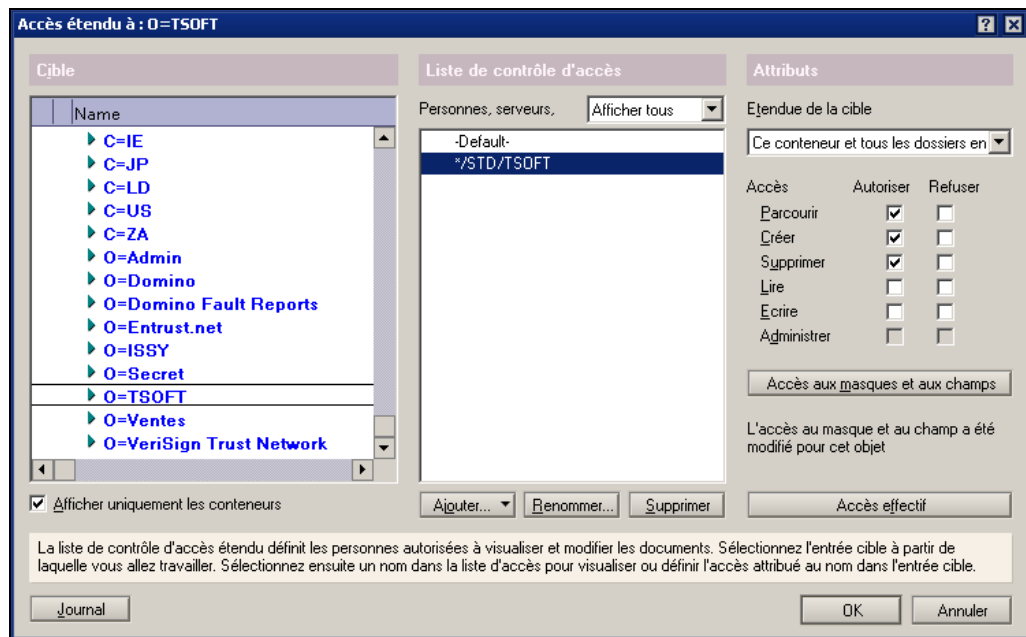 Accès étendu à : O=TSOFT
Cible
Name
C=IE
C=JP
C=LD
C=US
C=ZA
O=Admin
O=Domino
O=Domino Fault Reports
O=Entrust.net
O=ISSY
O=Secret
O=TSOFT
O=Ventes
O=VeriSign Trust Network
Afficher uniquement les conteneurs
Liste de contrôle d'accès
Personnes, serveurs, Afficher tous
-Default-
*/STD/TSOFT
Ajouter... Renommer... Supprimer
Attributs
Etendue de la cible
Ce conteneur et tous les dossiers en
Accès Autoriser Refuser
Parcourir
Créer
Supprimer
Lire
Ecrire
Administrer
Accès aux masques et aux champs
L'accès au masque et au champ a été
modifié pour cet objet
Accès effectif
La liste de contrôle d'accès étendu définit les personnes autorisées à visualiser et modifier les documents. Sélectionnez l'entrée cible à partir de
laquelle vous allez travailler. Sélectionnez ensuite un nom dans la liste d'accès pour visualiser ou définir l'accès attribué au nom dans l'entrée cible.
Journal OK Annuler